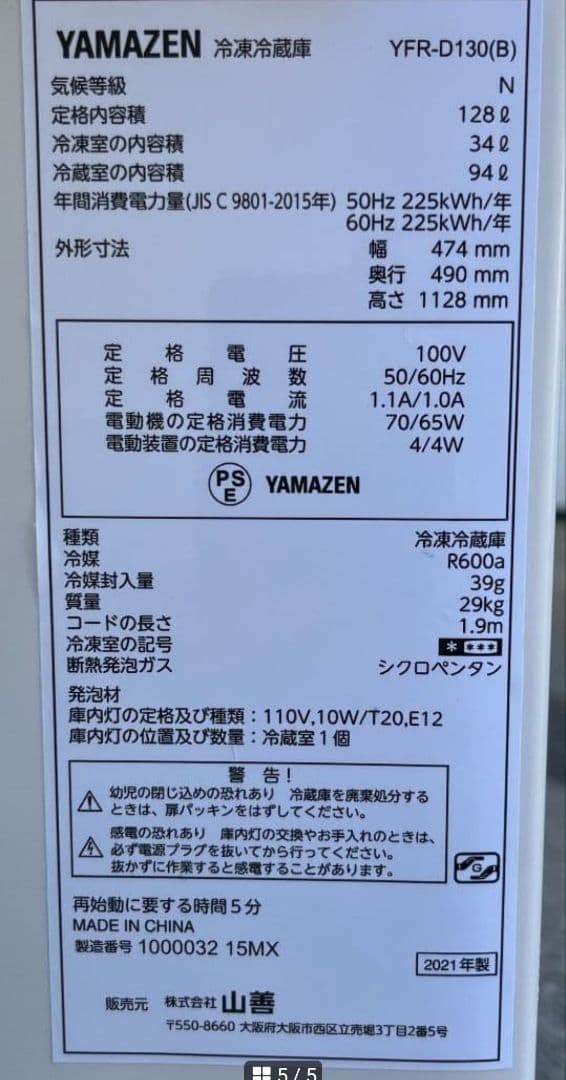 YAMAZEN 冷凍冷蔵庫 YFR-D130(B)
気候等級 N
定格内容積 128ℓ
冷凍室の内容積 34ℓ
冷蔵室の内容積 94ℓ
年間消費電力量(JIS C 9801-2015年) 50Hz 225kWh/年
60Hz 225kWh/年
外形寸法 幅 474 mm
奥行 490 mm
高さ 1128 mm
定格電圧 100V
定格周波数 50/60Hz
定格電流 1.1A/1.0A
電動機の定格消費電力 70/65W
電動装置の定格消費電力 4/4W
PS E YAMAZEN
種類 冷凍冷蔵庫
冷媒 R600a
冷媒封入量 39g
質量 29kg
コードの長さ 1.9m
冷凍室の記号 * ***
断熱発泡ガス シクロペンタン
発泡材
庫内灯の定格及び種類：110V,10W/T20,E12
庫内灯の位置及び数量：冷蔵室1個
警 告！
幼児の閉じ込めの恐れあり 冷蔵庫を廃棄処分する
ときは、扉パッキンをはずしてください。
感電の恐れあり 庫内灯の交換やお手入れのときは、
必ず電源プラグを抜いてから行ってください。
抜かずに作業すると感電することがあります。
G
再始動に要する時間5分
MADE IN CHINA
製造番号 1000032 15MX
2021年製
販売元 株式会社 山善
〒550-8660 大阪府大阪市西区立売堀3丁目2番5号
5 / 5